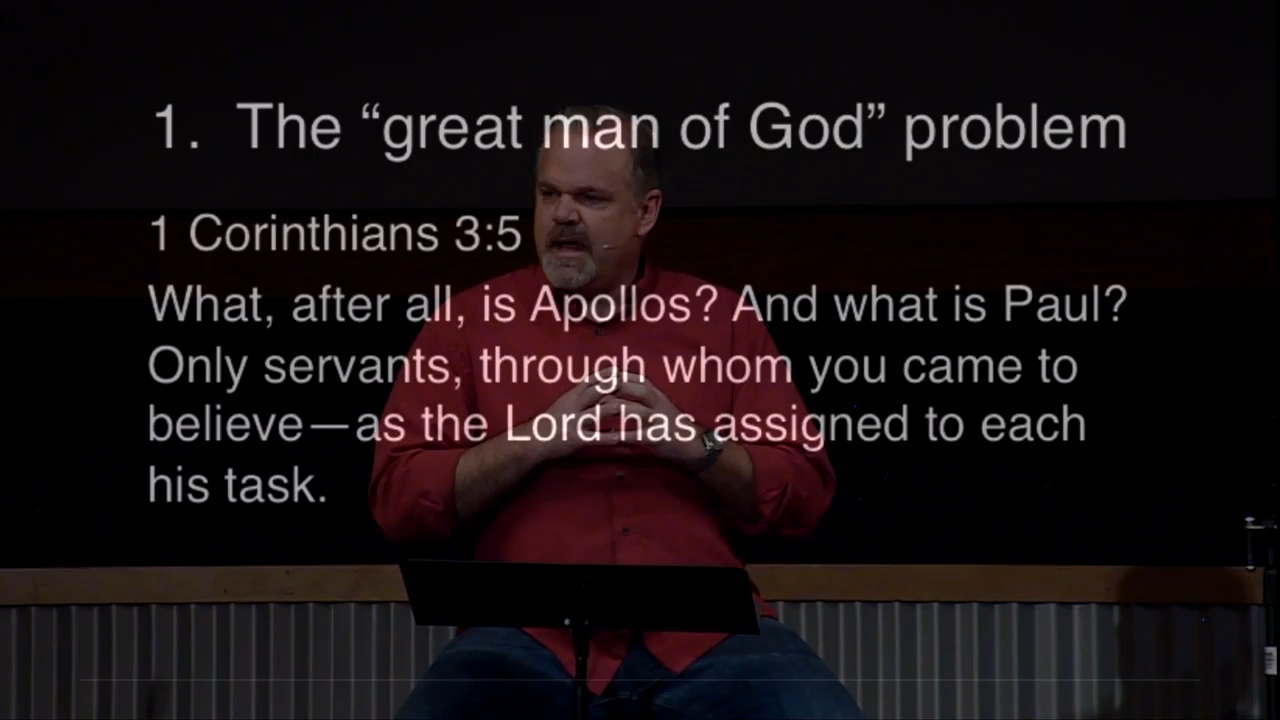 1. The “great man of God” problem
1 Corinthians 3:5
What, after all, is Apollos? And what is Paul?
Only servants, through whom you came to
believe—as the Lord has assigned to each
his task.